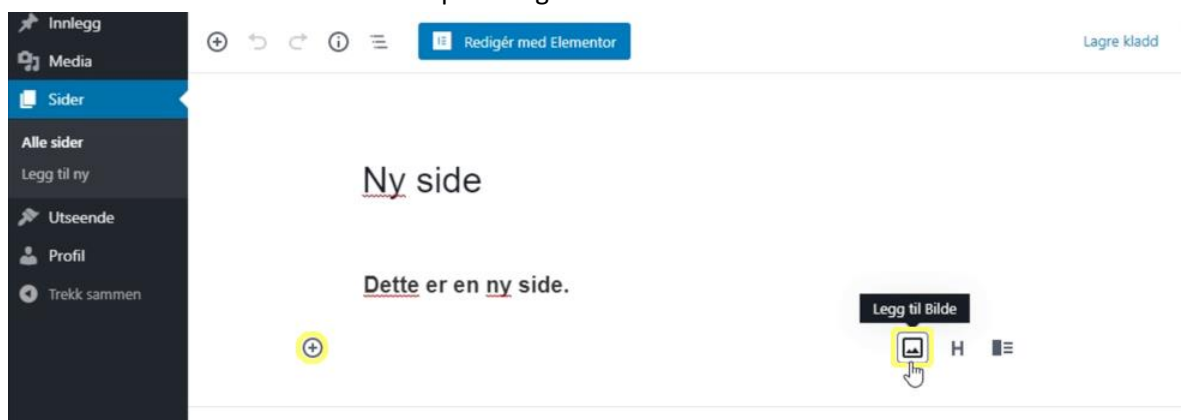 Innlegg
Media
Sider
Alle sider
Legg til ny
Utseende
Profil
Trekk sammen
Redigér med Elementor
Lagre kladd
Ny side
Dette er en ny side.
Legg til Bilde
H